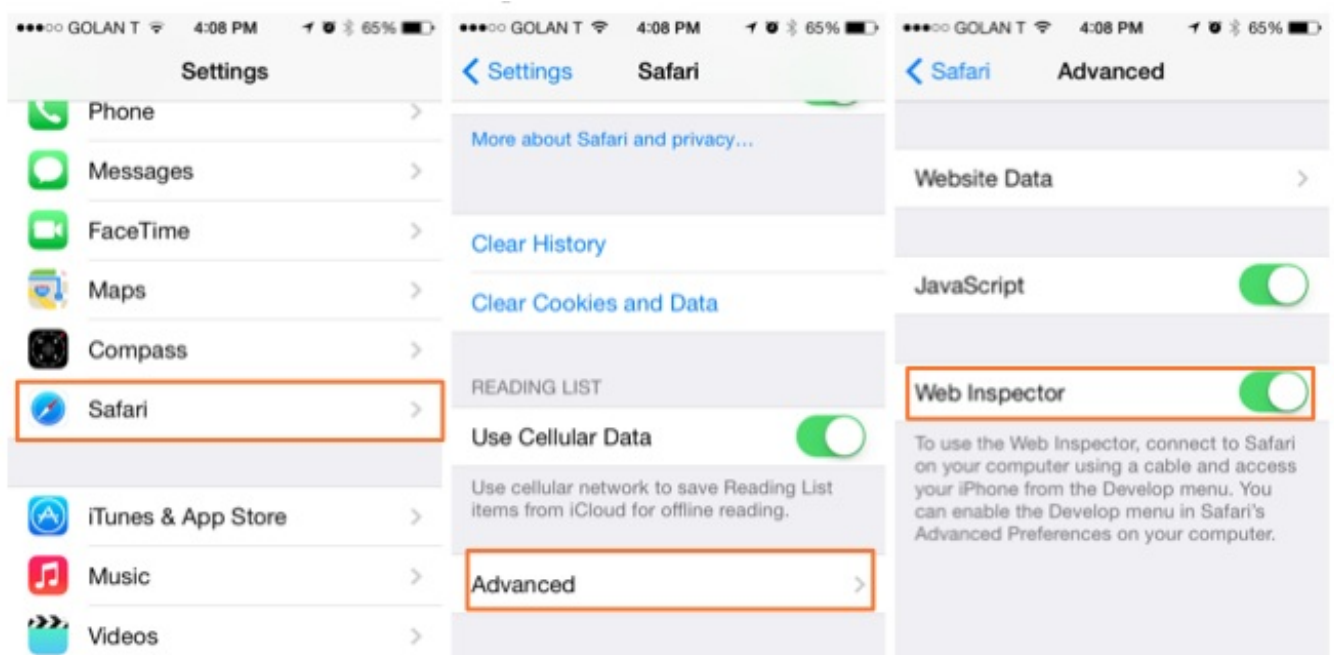 GOLAN T 4:08 PM 65%
Settings
Phone
Messages
FaceTime
Maps
Compass
Safari
iTunes & App Store
Music
Videos
GOLAN T 4:08 PM 65%
Settings Safari
More about Safari and privacy...
Clear History
Clear Cookies and Data
READING LIST
Use Cellular Data
Use cellular network to save Reading List
items from iCloud for offline reading.
Advanced
GOLAN T 4:08 PM 65%
Safari Advanced
Website Data
JavaScript
Web Inspector
To use the Web Inspector, connect to Safari
on your computer using a cable and access
your iPhone from the Develop menu. You
can enable the Develop menu in Safari's
Advanced Preferences on your computer.